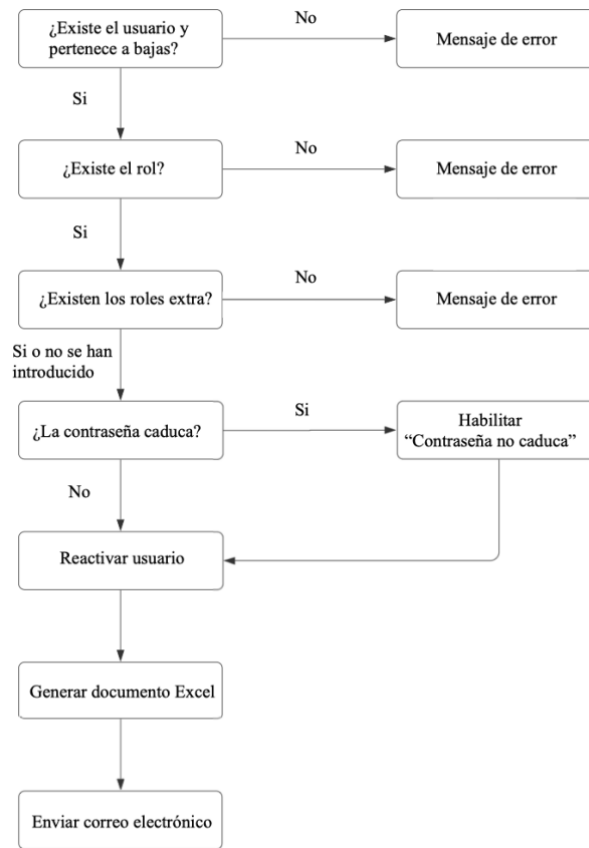 ¿Existe el usuario y
pertenece a bajas?
No
Mensaje de error
Si
¿Existe el rol?
No
Mensaje de error
Si
¿Existen los roles extra?
No
Mensaje de error
Si o no se han
introducido
¿La contraseña caduca?
Si
Habilitar
“Contraseña no caduca”
No
Reactivar usuario
Generar documento Excel
Enviar correo electrónico